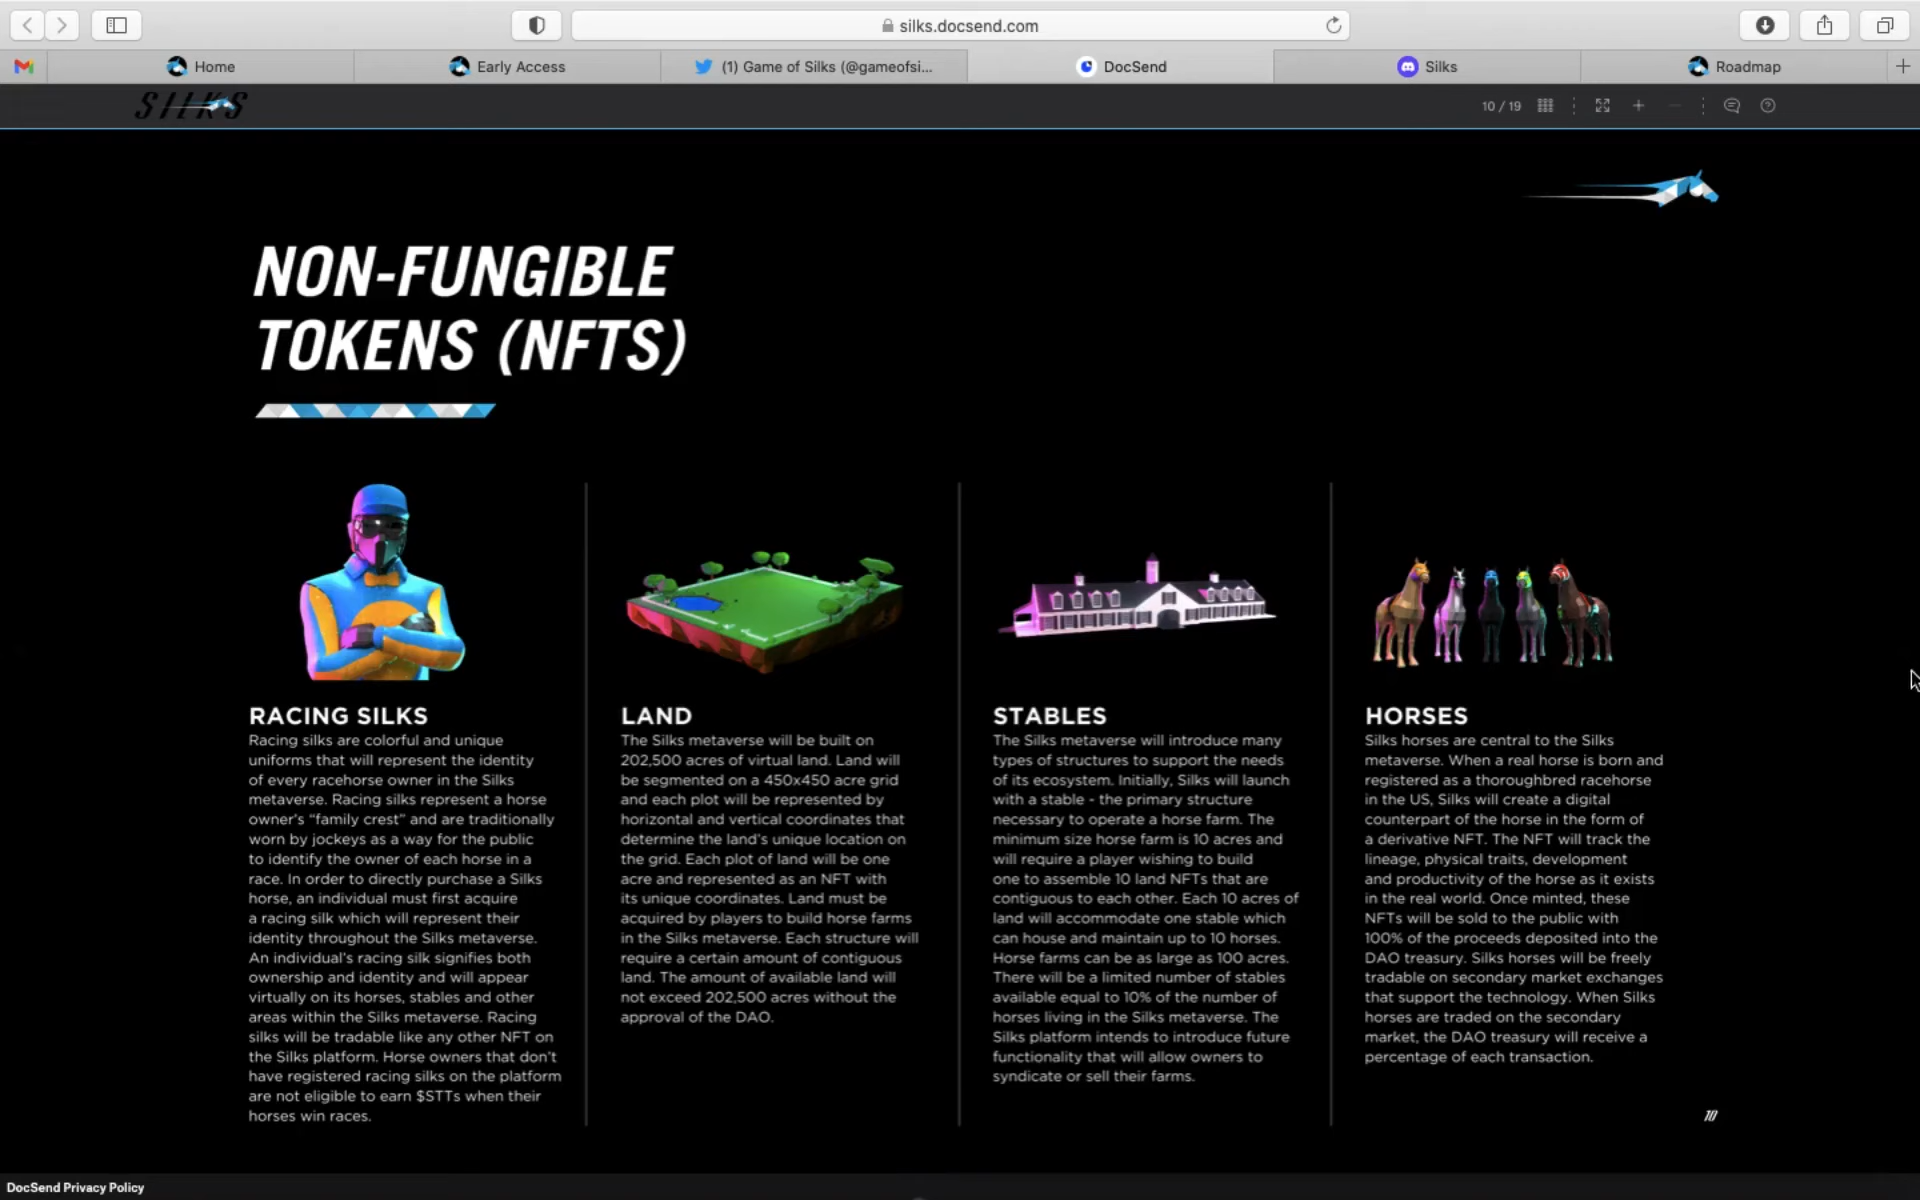 silks.docsend.com
Home
Early Access
(1) Game of Silks (@gameofsi...
DocSend
Silks
Roadmap
SILKS
10 / 19
NON-FUNGIBLE
TOKENS (NFTS)
RACING SILKS
Racing silks are colorful and unique
uniforms that will represent the identity
of every racehorse owner in the Silks
metaverse. Racing silks represent a horse
owner's “family crest” and are traditionally
worn by jockeys as a way for the public
to identify the owner of each horse in a
race. In order to directly purchase a Silks
horse, an individual must first acquire
a racing silk which will represent their
identity throughout the Silks metaverse.
An individual's racing silk signifies both
ownership and identity and will appear
virtually on its horses, stables and other
areas within the Silks metaverse. Racing
silks will be tradable like any other NFT on
the Silks platform. Horse owners that don't
have registered racing silks on the platform
are not eligible to earn $STTs when their
horses win races.
LAND
The Silks metaverse will be built on
202,500 acres of virtual land. Land will
be segmented on a 450x450 acre grid
and each plot will be represented by
horizontal and vertical coordinates that
determine the land's unique location on
the grid. Each plot of land will be one
acre and represented as an NFT with
its unique coordinates. Land must be
acquired by players to build horse farms
in the Silks metaverse. Each structure will
require a certain amount of contiguous
land. The amount of available land will
not exceed 202,500 acres without the
approval of the DAO.
STABLES
The Silks metaverse will introduce many
types of structures to support the needs
of its ecosystem. Initially, Silks will launch
with a stable - the primary structure
necessary to operate a horse farm. The
minimum size horse farm is 10 acres and
will require a player wishing to build
one to assemble 10 land NFTs that are
contiguous to each other. Each 10 acres of
land will accommodate one stable which
can house and maintain up to 10 horses.
Horse farms can be as large as 100 acres.
There will be a limited number of stables
available equal to 10% of the number of
horses living in the Silks metaverse. The
Silks platform intends to introduce future
functionality that will allow owners to
syndicate or sell their farms.
HORSES
Silks horses are central to the Silks
metaverse. When a real horse is born and
registered as a thoroughbred racehorse
in the US, Silks will create a digital
counterpart of the horse in the form of
a derivative NFT. The NFT will track the
lineage, physical traits, development
and productivity of the horse as it exists
in the real world. Once minted, these
NFTs will be sold to the public with
100% of the proceeds deposited into the
DAO treasury. Silks horses will be freely
tradable on secondary market exchanges
that support the technology. When Silks
horses are traded on the secondary
market, the DAO treasury will receive a
percentage of each transaction.
10
DocSend Privacy Policy